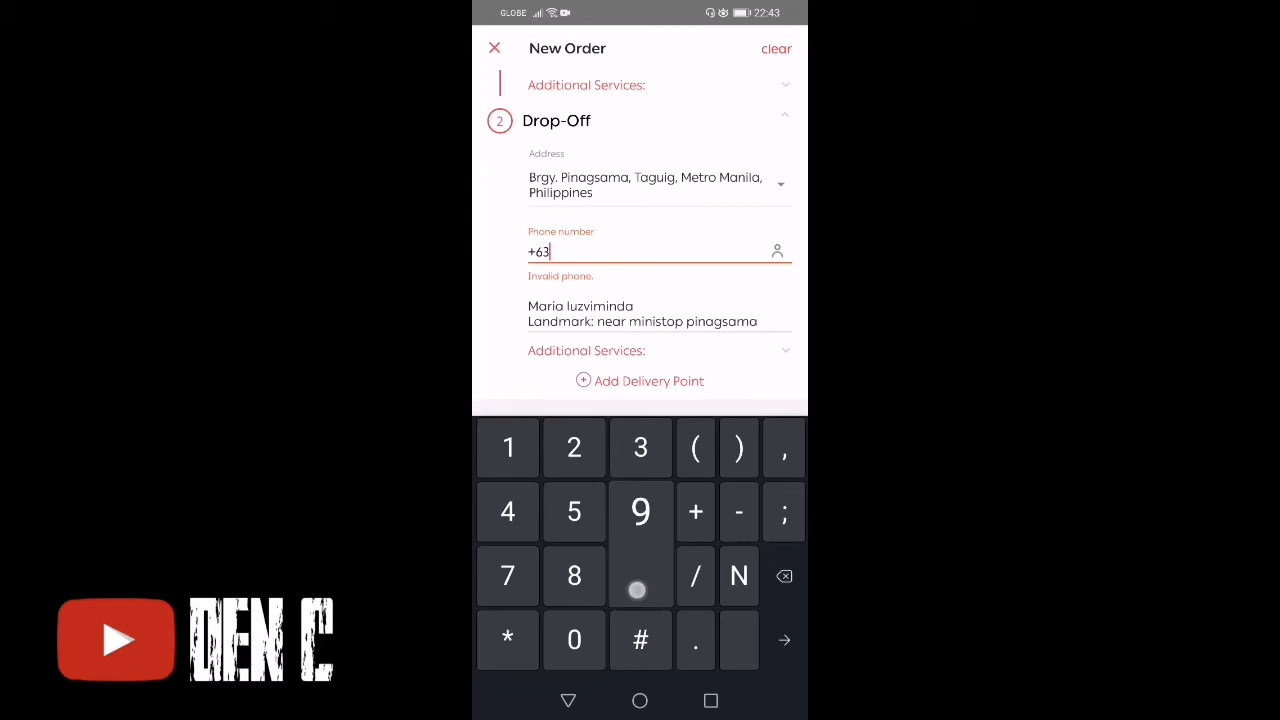 GLOBE 22:43
New Order clear
Additional Services:
2 Drop-Off
Address
Brgy. Pinagsama, Taguig, Metro Manila,
Philippines
Phone number
+63
Invalid phone.
Maria luzviminda
Landmark: near ministop pinagsama
Additional Services:
+ Add Delivery Point
1 2 3 ( ) ,
4 5 9 + - ;
7 8 / N
* 0 # .
DEN C